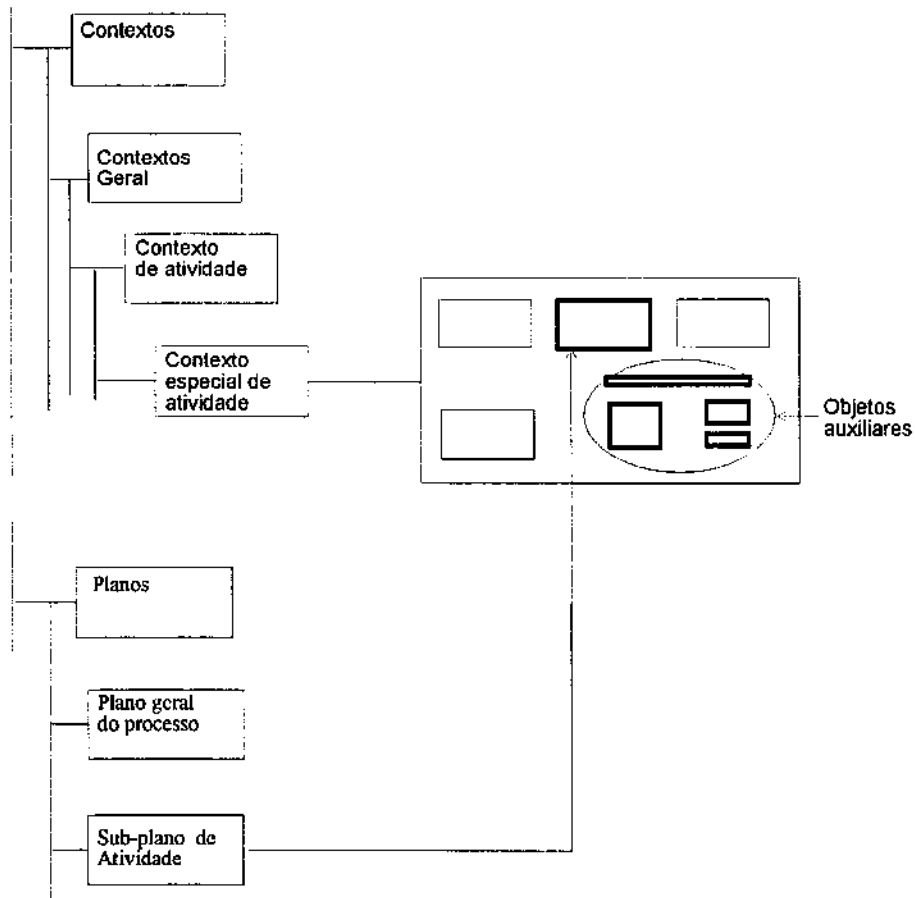 Contextos
Contextos
Geral
Contexto
de atividade
Contexto
especial de
atividade
Objetos
auxiliares
Planos
Plano geral
do processo
Sub-plano de
Atividade